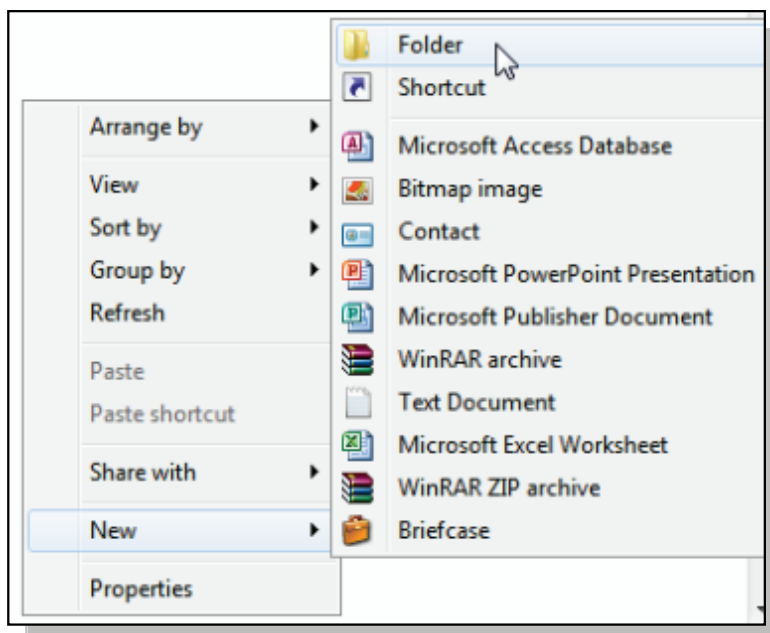 Arrange by
View
Sort by
Group by
Refresh
Paste
Paste shortcut
Share with
New
Properties
Folder
Shortcut
Microsoft Access Database
Bitmap image
Contact
Microsoft PowerPoint Presentation
Microsoft Publisher Document
WinRAR archive
Text Document
Microsoft Excel Worksheet
WinRAR ZIP archive
Briefcase